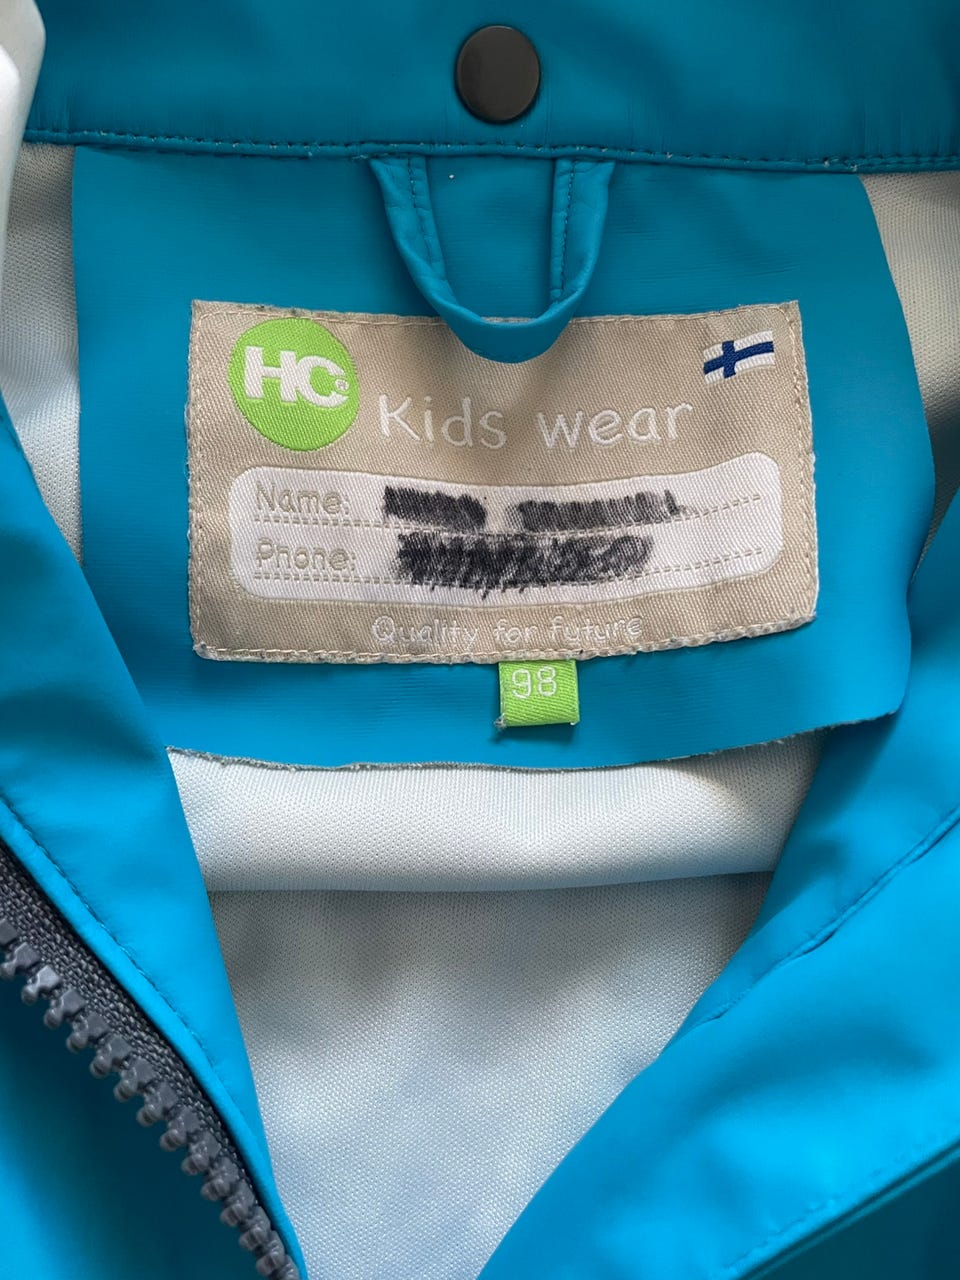 HC®
Kids wear
Name:
Phone:
Quality for future
98